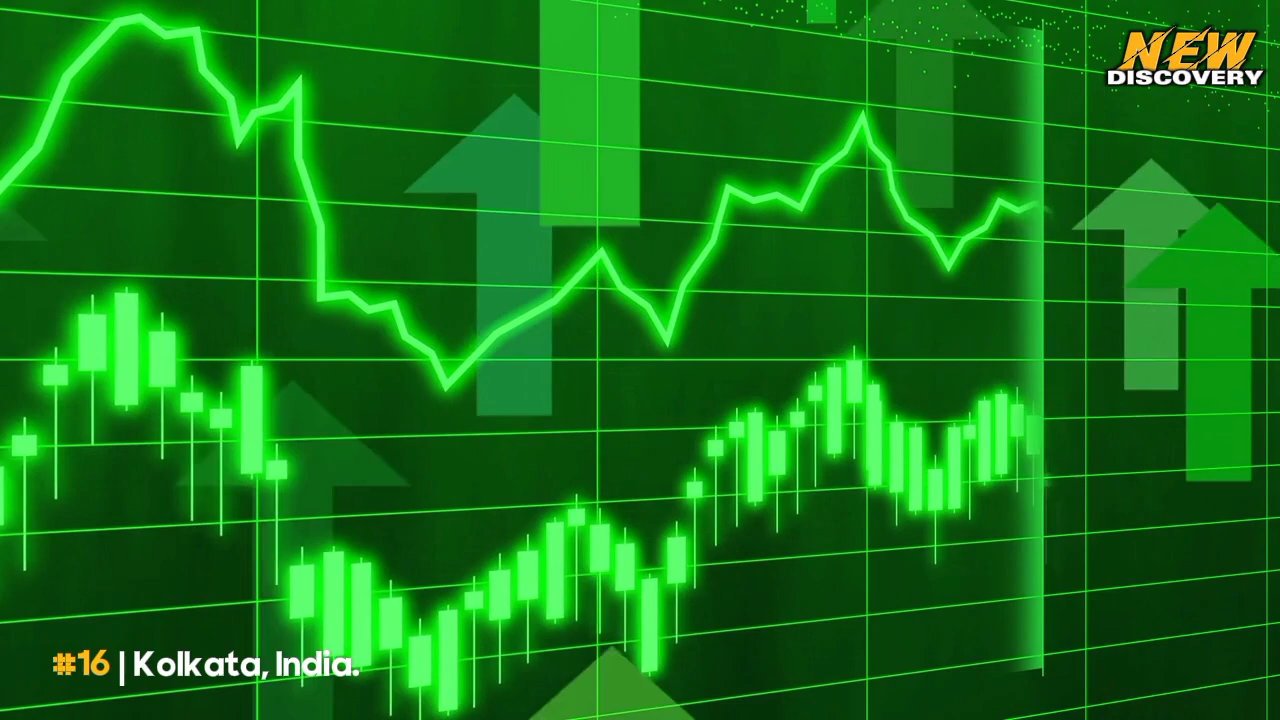 NEW
DISCOVERY
#16 | Kolkata, India.